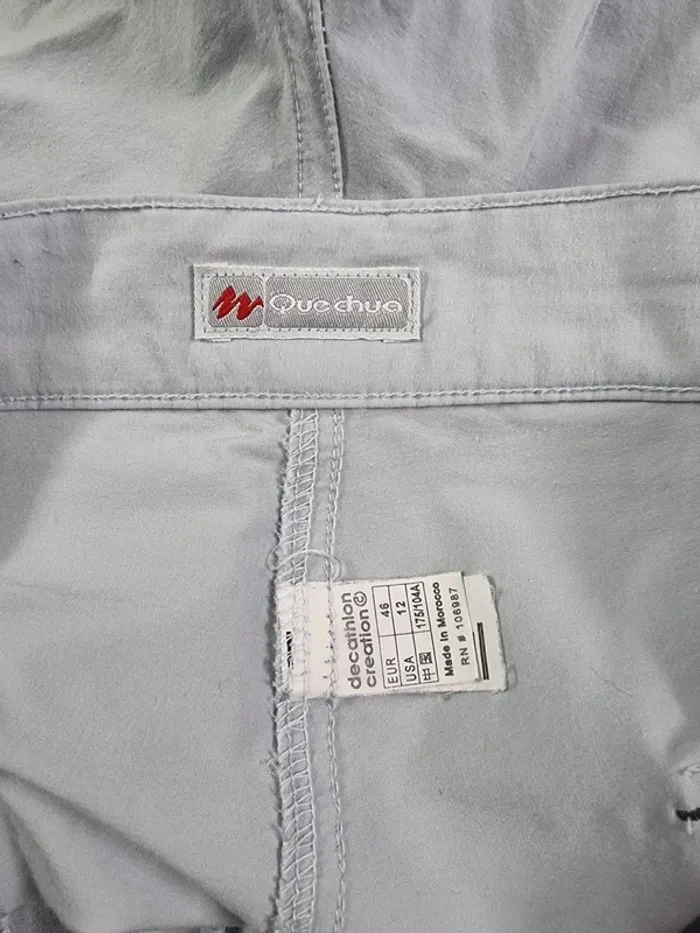 Quechua
decathlon
creation ©
EUR 46
USA 12
中国 175/104A
Made in Morocco
RN # 106987